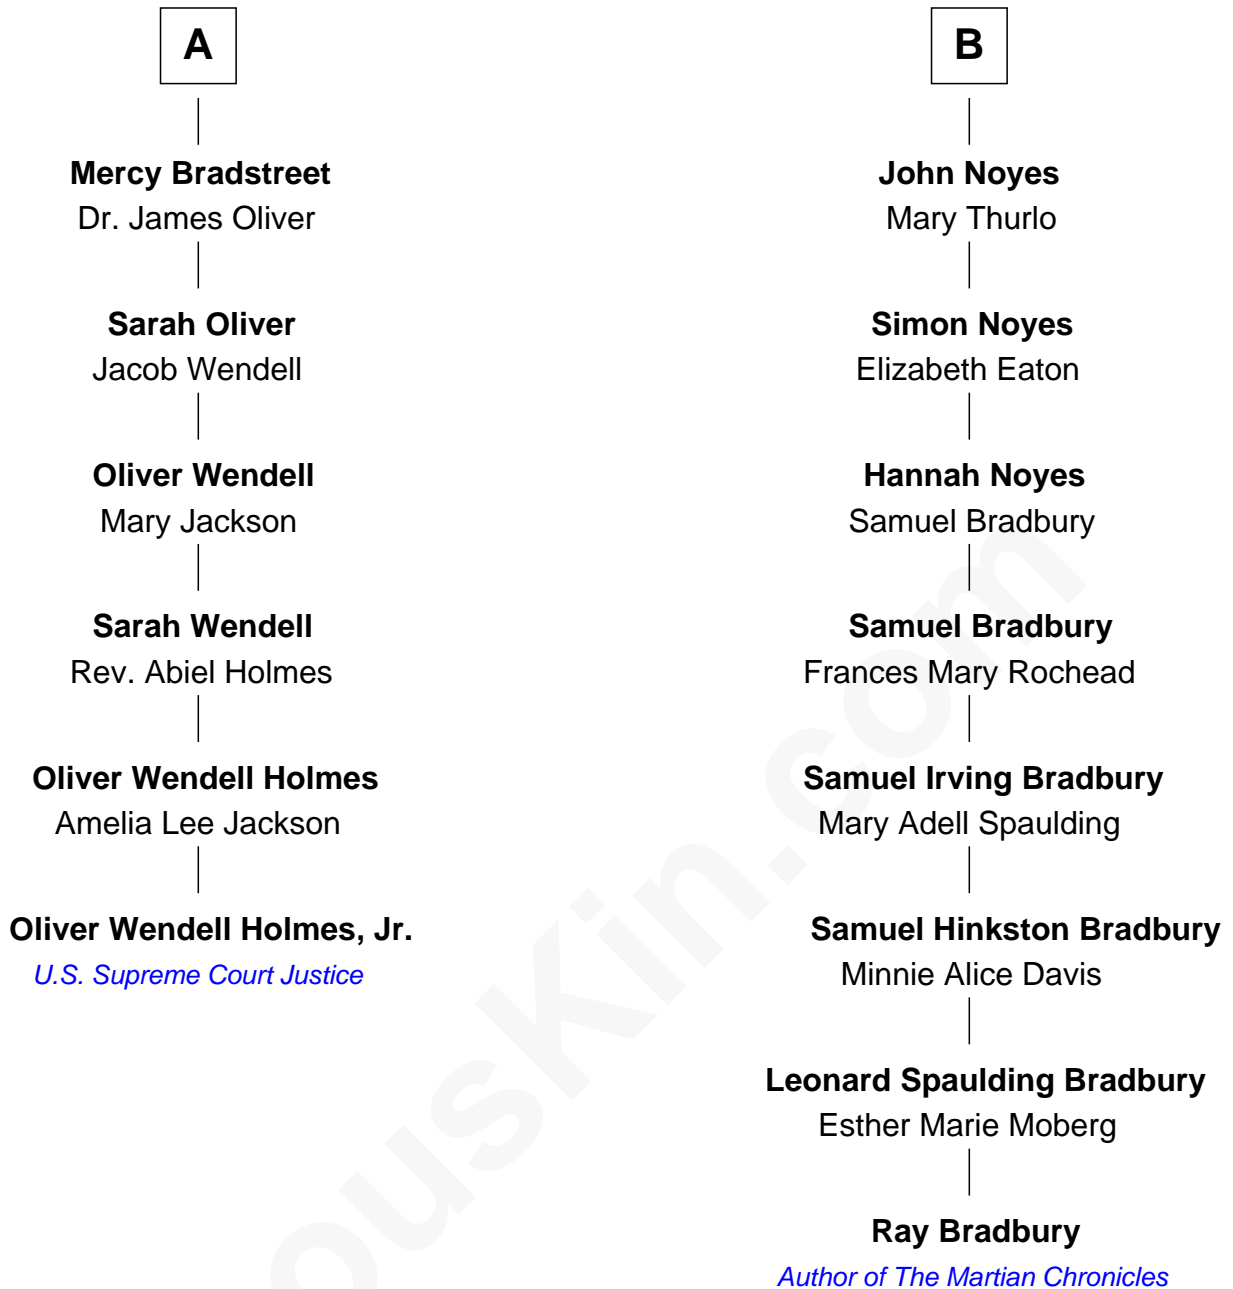 A
Mercy Bradstreet
Dr. James Oliver
Sarah Oliver
Jacob Wendell
Oliver Wendell
Mary Jackson
Sarah Wendell
Rev. Abiel Holmes
Oliver Wendell Holmes
Amelia Lee Jackson
Oliver Wendell Holmes, Jr.
U.S. Supreme Court Justice
B
John Noyes
Mary Thurlo
Simon Noyes
Elizabeth Eaton
Hannah Noyes
Samuel Bradbury
Samuel Bradbury
Frances Mary Rochead
Samuel Irving Bradbury
Mary Adell Spaulding
Samuel Hinkston Bradbury
Minnie Alice Davis
Leonard Spaulding Bradbury
Esther Marie Moberg
Ray Bradbury
Author of The Martian Chronicles
ousKin.com